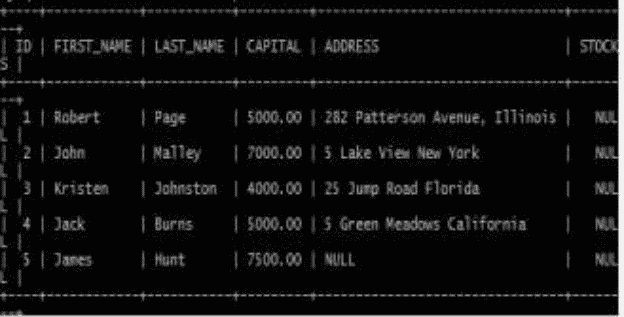 | ID | FIRST_NAME | LAST_NAME | CAPITAL | ADDRESS | STOCK
S |
| 1 | Robert | Page | 5000.00 | 282 Patterson Avenue, Illinois | NUL
L |
| 2 | John | Malley | 7000.00 | 5 Lake View New York | NUL
L |
| 3 | Kristen | Johnston | 4000.00 | 25 Jump Road Florida | NUL
L |
| 4 | Jack | Burns | 5000.00 | 5 Green Meadows California | NUL
L |
| 5 | James | Hunt | 7500.00 | NULL | NUL
L |